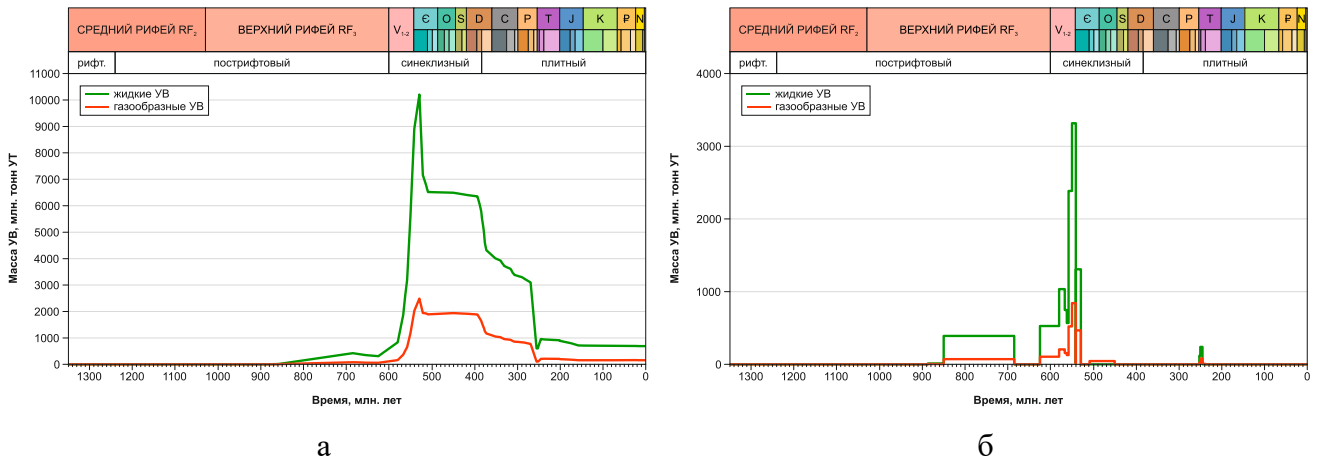 СРЕДНИЙ РИФЕЙ RF₂ ВЕРХНИЙ РИФЕЙ RF₃ V₁₋₂ Є O S D C P T J K ₽ N
рифт. пострифтовый синеклизный плитный
11000
10000
9000
8000
7000
6000
5000
4000
3000
2000
1000
0
Масса УВ, млн. тонн УТ
жидкие УВ
газообразные УВ
1300 1200 1100 1000 900 800 700 600 500 400 300 200 100 0
Время, млн. лет
а
СРЕДНИЙ РИФЕЙ RF₂ ВЕРХНИЙ РИФЕЙ RF₃ V₁₋₂ Є O S D C P T J K ₽ N
рифт. пострифтовый синеклизный плитный
4000
3000
2000
1000
0
Масса УВ, млн. тонн УТ
жидкие УВ
газообразные УВ
1300 1200 1100 1000 900 800 700 600 500 400 300 200 100 0
Время, млн. лет
б